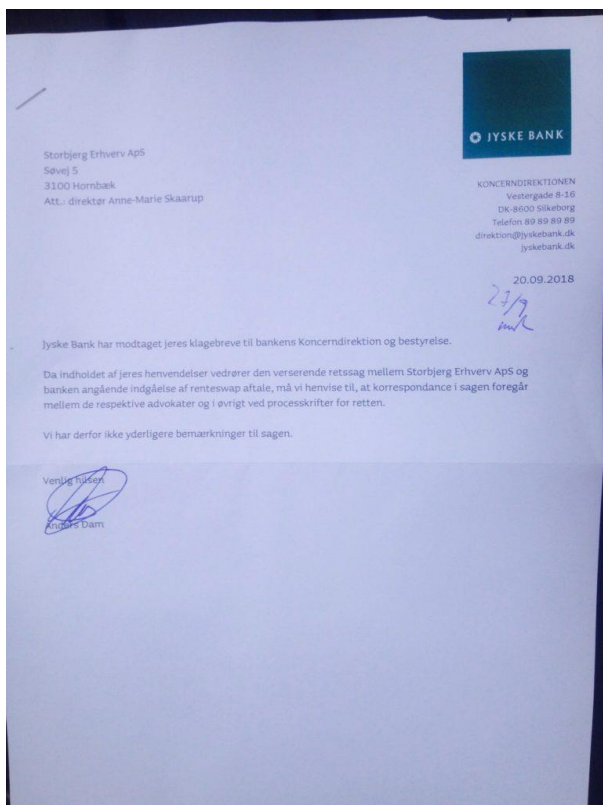 JYSKE BANK
Storbjerg Erhverv ApS
Søvej 5
3100 Hornbæk
Att.: direktør Anne-Marie Skaarup
KONCERNDIREKTIONEN
Vestergade 8-16
DK-8600 Silkeborg
Telefon 89 89 89 89
direktion@jyskebank.dk
jyskebank.dk
20.09.2018
27/9
Jyske Bank har modtaget jeres klagebreve til bankens Koncerndirektion og bestyrelse.
Da indholdet af jeres henvendelser vedrører den verserende retssag mellem Storbjerg Erhverv ApS og
banken angående indgåelse af renteswap aftale, må vi henvise til, at korrespondance i sagen foregår
mellem de respektive advokater og i øvrigt ved processkrifter for retten.
Vi har derfor ikke yderligere bemærkninger til sagen.
Venlig hilsen
Anders Dam